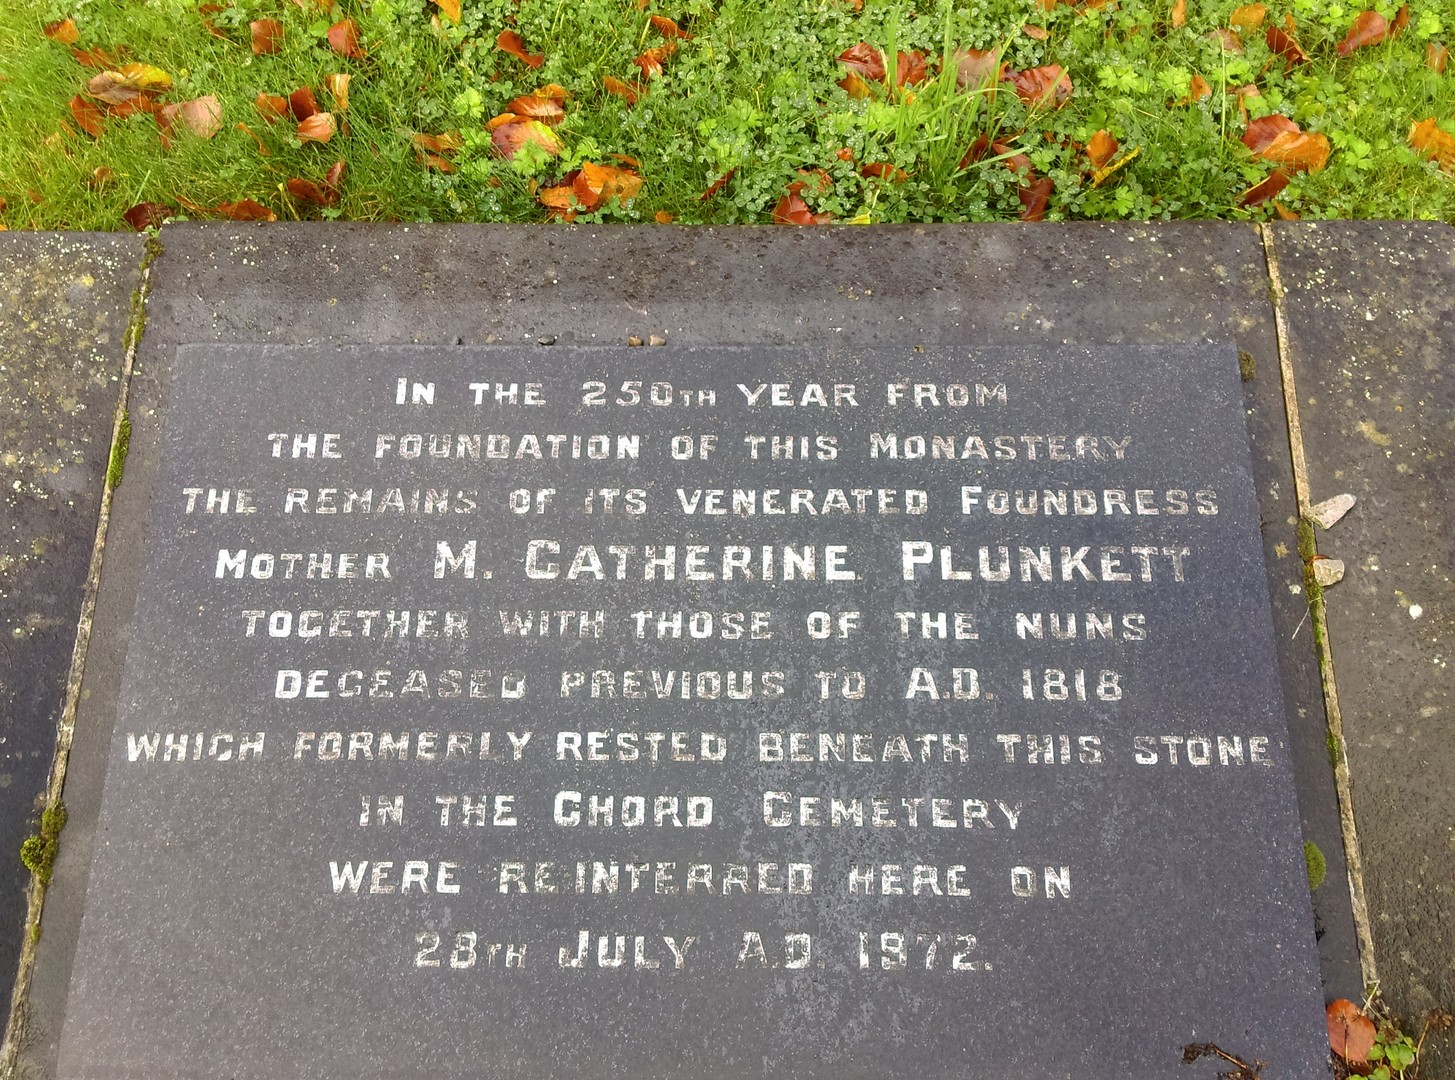 IN THE 250TH YEAR FROM
THE FOUNDATION OF THIS MONASTERY
THE REMAINS OF ITS VENERATED FOUNDRESS
MOTHER M. CATHERINE PLUNKETT
TOGETHER WITH THOSE OF THE NUNS
DECEASED PREVIOUS TO A.D. 1818
WHICH FORMERLY RESTED BENEATH THIS STONE
IN THE CHORD CEMETERY
WERE REINTERRED HERE ON
28TH JULY A.D. 1972.